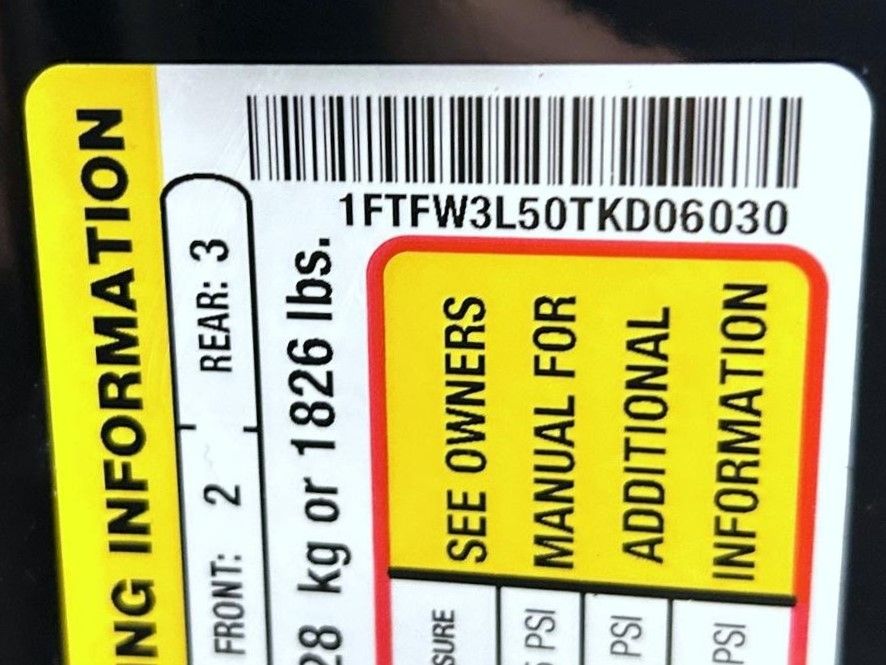 1FTFW3L50TKD06030
NG INFORMATION
FRONT: 2 REAR: 3
28 kg or 1826 lbs.
SEE OWNERS
MANUAL FOR
ADDITIONAL
INFORMATION
SURE
5 PSI
PSI
PSI